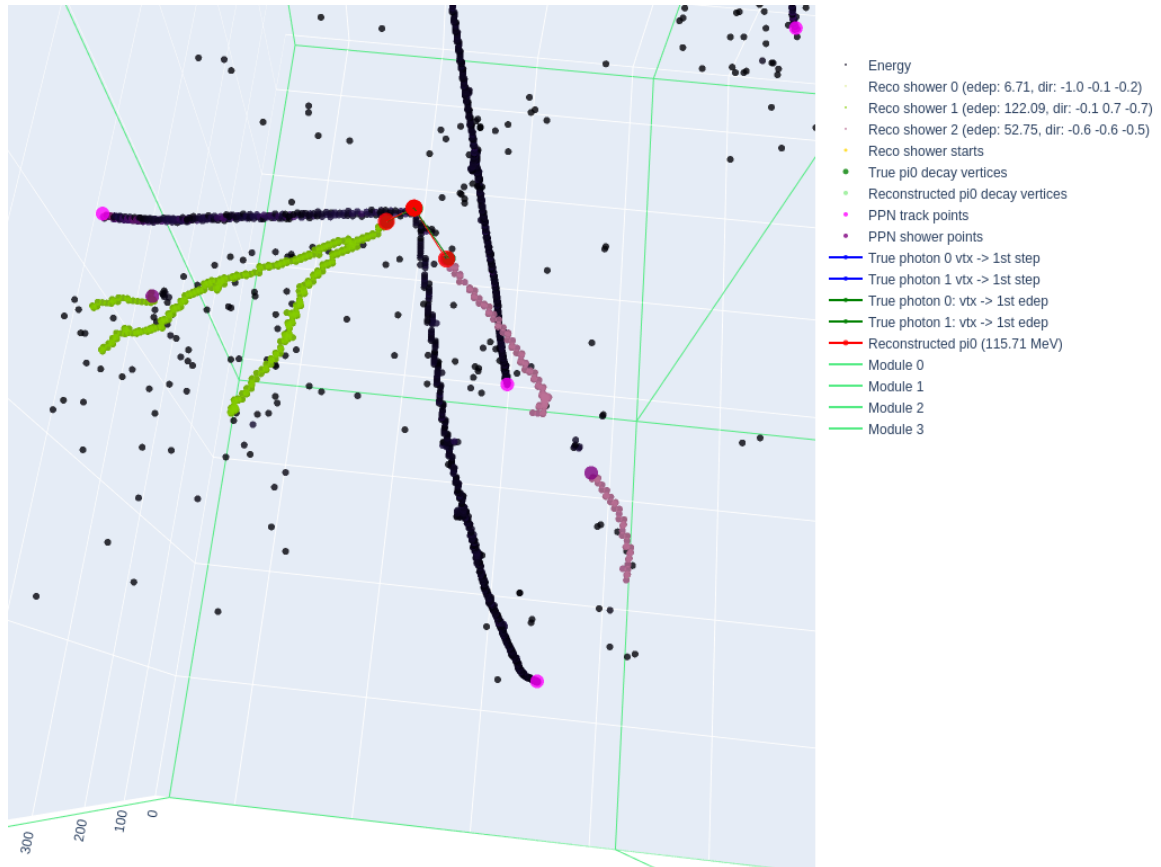 Energy
Reco shower 0 (edep: 6.71, dir: -1.0 -0.1 -0.2)
Reco shower 1 (edep: 122.09, dir: -0.1 0.7 -0.7)
Reco shower 2 (edep: 52.75, dir: -0.6 -0.6 -0.5)
Reco shower starts
True pi0 decay vertices
Reconstructed pi0 decay vertices
PPN track points
PPN shower points
True photon 0 vtx -> 1st step
True photon 1 vtx -> 1st step
True photon 0: vtx -> 1st edep
True photon 1: vtx -> 1st edep
Reconstructed pi0 (115.71 MeV)
Module 0
Module 1
Module 2
Module 3
300 200 100 0